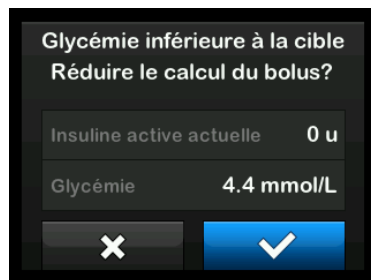 Glycémie inférieure à la cible
Réduire le calcul du bolus?
Insuline active actuelle 0 u
Glycémie 4.4 mmol/L